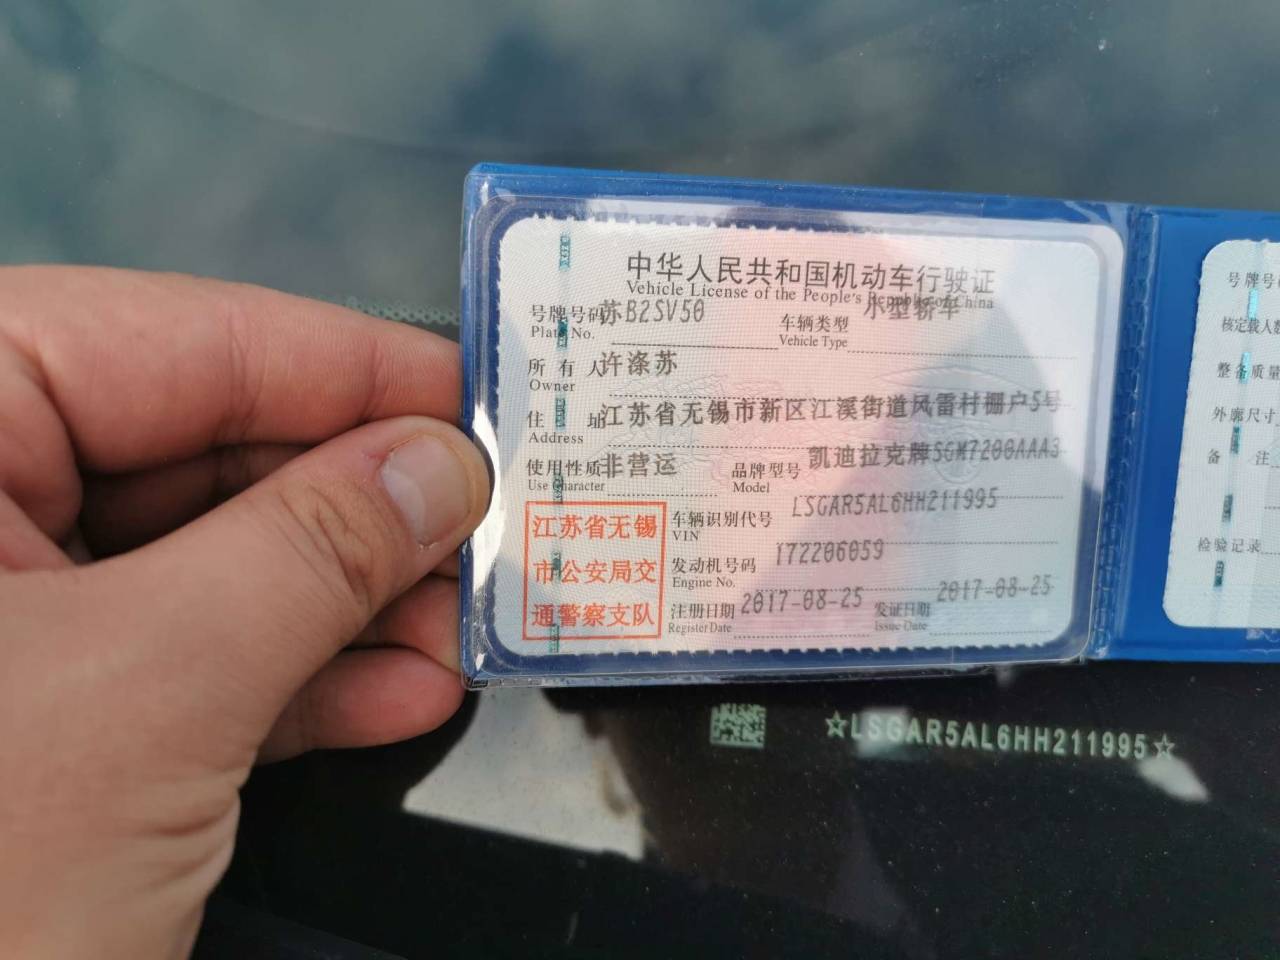 中华人民共和国机动车行驶证
Vehicle License of the People's Republic of China
号牌号码 苏B2SV50 车辆类型 小型轿车
Plate No. Vehicle Type
所有人 许涤苏
Owner
住址 江苏省无锡市新区江溪街道风雷村棚户5号
Address
使用性质 非营运 品牌型号 凯迪拉克牌SGM7200AAA3
Use Character Model
江苏省无锡
市公安局交
通警察支队
车辆识别代号 LSGAR5AL6HH211995
VIN
发动机号码 172206059
Engine No.
注册日期 2017-08-25 发证日期 2017-08-25
Register Date Issue Date
号牌号
核定载人数
整备质量
外廓尺寸
备注
检验记录
☆LSGAR5AL6HH211995☆